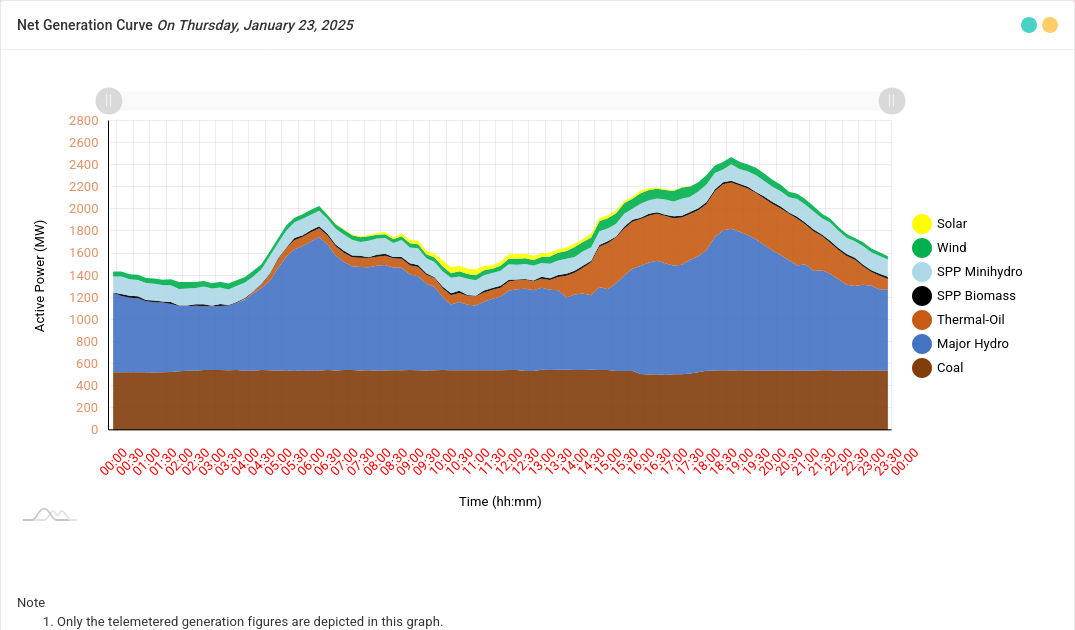 Net Generation Curve On Thursday, January 23, 2025
2800
2600
2400
2200
2000
1800
1600
1400
1200
1000
800
600
400
200
0
Active Power (MW)
00:00 00:30 01:00 01:30 02:00 02:30 03:00 03:30 04:00 04:30 05:00 05:30 06:00 06:30 07:00 07:30 08:00 08:30 09:00 09:30 10:00 10:30 11:00 11:30 12:00 12:30 13:00 13:30 14:00 14:30 15:00 15:30 16:00 16:30 17:00 17:30 18:00 18:30 19:00 19:30 20:00 20:30 21:00 21:30 22:00 22:30 23:00 23:30 00:00
Time (hh:mm)
Solar
Wind
SPP Minihydro
SPP Biomass
Thermal-Oil
Major Hydro
Coal
Note
1. Only the telemetered generation figures are depicted in this graph.